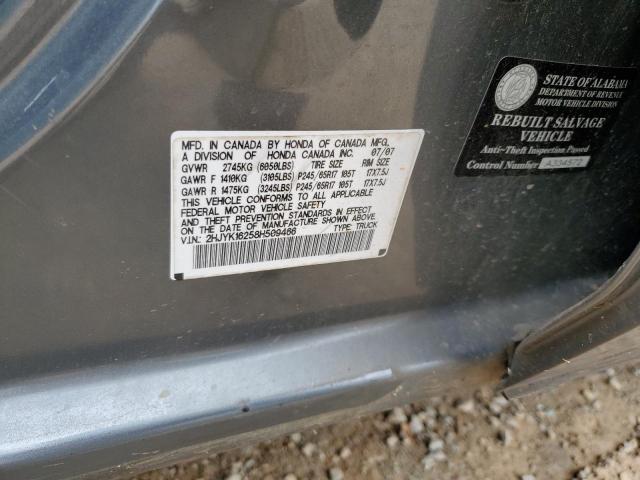 MFD. IN CANADA BY HONDA OF CANADA MFG.
A DIVISION OF HONDA CANADA INC. 07/07
GVWR 2745KG (6050LBS) TIRE SIZE RIM SIZE
GAWR F 1410KG (3105LBS) P245/65R17 105T 17X7.5J
GAWR R 1475KG (3245LBS) P245/65R17 105T 17X7.5J
THIS VEHICLE CONFORMS TO ALL APPLICABLE
FEDERAL MOTOR VEHICLE SAFETY
AND THEFT PREVENTION STANDARDS IN EFFECT
ON THE DATE OF MANUFACTURE SHOWN ABOVE.
V.I.N.: 2HJYK16258H509466 TYPE: TRUCK
STATE OF ALABAMA
DEPARTMENT OF REVENUE
MOTOR VEHICLE DIVISION
REBUILT SALVAGE
VEHICLE
Anti-Theft Inspection Passed
Control Number A334572